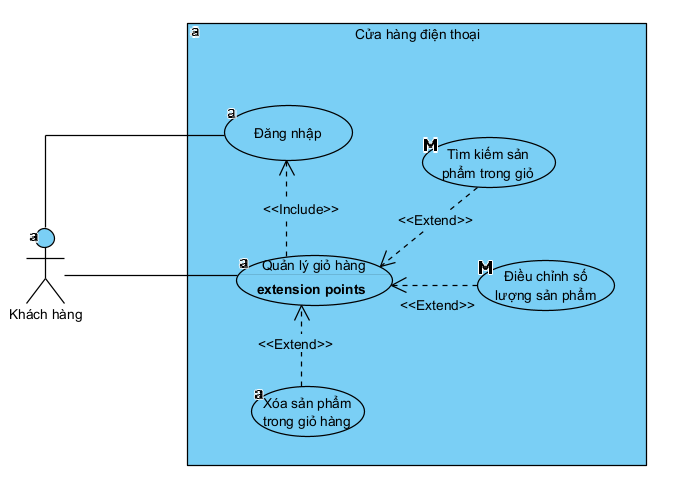 a
Cửa hàng điện thoại
a
Đăng nhập
M
Tìm kiếm sản
phẩm trong giỏ
<<Include>>
<<Extend>>
a
Khách hàng
a
Quản lý giỏ hàng
extension points
M
Điều chỉnh số
lượng sản phẩm
<<Extend>>
<<Extend>>
a
Xóa sản phẩm
trong giỏ hàng